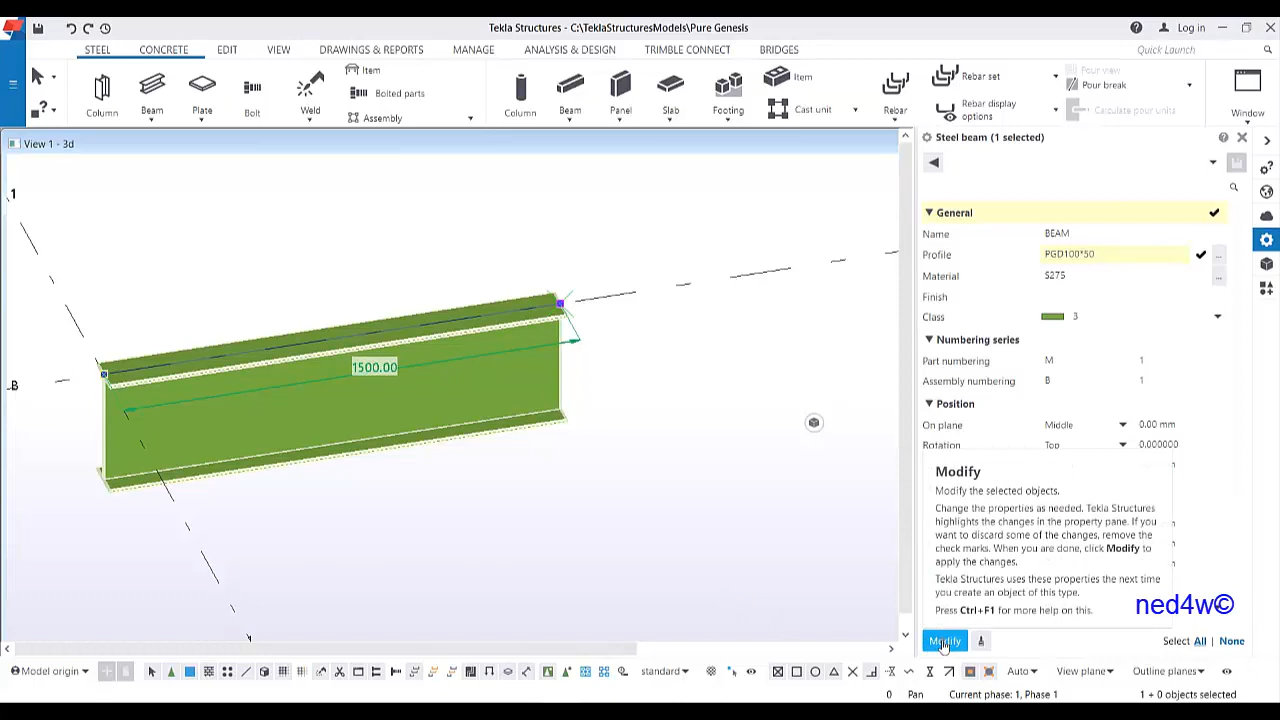 Tekla Structures - C:\TeklaStructuresModels\Pure Genesis
Log in
STEEL CONCRETE EDIT VIEW DRAWINGS & REPORTS MANAGE ANALYSIS & DESIGN TRIMBLE CONNECT BRIDGES Quick Launch
Column Beam Plate Bolt Weld
Item
Bolted parts
Assembly
Column Beam Panel Slab Footing
Item
Cast unit
Rebar
Rebar set
Rebar display
options
Pour view
Pour break
Calculate pour units
Window
View 1 - 3d
1
B
1500.00
Steel beam (1 selected)
General
Name BEAM
Profile PGD100*50
Material S275
Finish
Class 3
Numbering series
Part numbering M 1
Assembly numbering B 1
Position
On plane Middle 0.00 mm
Rotation Top 0.000000
Modify
Modify the selected objects.
Change the properties as needed. Tekla Structures
highlights the changes in the property pane. If you
want to discard some of the changes, remove the
check marks. When you are done, click Modify to
apply the changes.
Tekla Structures uses these properties the next time
you create an object of this type.
Press Ctrl+F1 for more help on this.
ned4w©
Modify
Select All | None
Model origin standard Auto View plane Outline planes
0 Pan Current phase: 1, Phase 1 1 + 0 objects selected